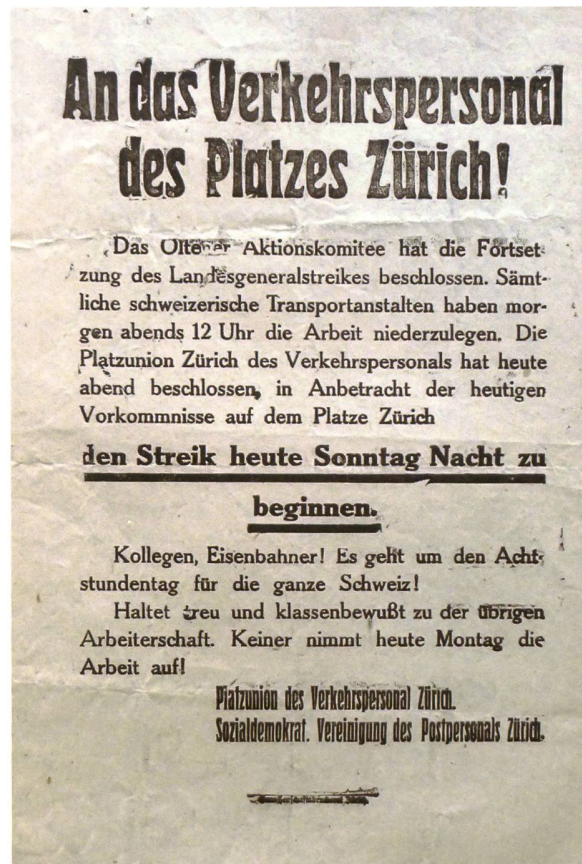 An das Verkehrspersonal
des Platzes Zürich!
Das Oltener Aktionskomitee hat die Fortset-
zung des Landesgeneralstreikes beschlossen. Sämt-
liche schweizerische Transportanstalten haben mor-
gen abends 12 Uhr die Arbeit niederzulegen. Die
Platzunion Zürich des Verkehrspersonals hat heute
abend beschlossen, in Anbetracht der heutigen
Vorkommnisse auf dem Platze Zürich
den Streik heute Sonntag Nacht zu
beginnen.
Kollegen, Eisenbahner! Es geht um den Acht-
stundentag für die ganze Schweiz!
Haltet treu und klassenbewußt zu der übrigen
Arbeiterschaft. Keiner nimmt heute Montag die
Arbeit auf!
Platzunion des Verkehrspersonal Zürich.
Sozialdemokrat. Vereinigung des Postpersonals Zürich.